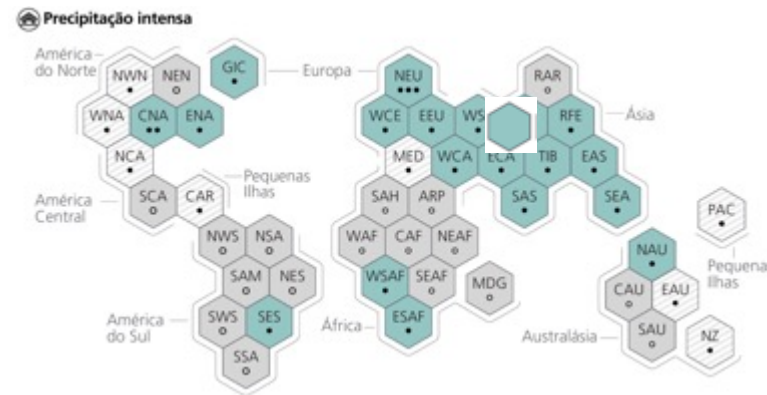 Precipitação intensa
América
do Norte
NWN
NEN
GIC
Europa
NEU
RAR
WNA
CNA
ENA
WCE
EEU
RFE
Ásia
NCA
MED
WCA
ECA
TIB
EAS
Pequenas
Ilhas
América
Central
SCA
CAR
SAH
ARP
SAS
SEA
PAC
NWS
NSA
WAF
CAF
NEAF
NAU
Pequena
Ilhas
SAM
NES
WSAF
SEAF
MDG
CAU
EAU
América
do Sul
SWS
SES
África
ESAF
Australásia
SAU
NZ
SSA